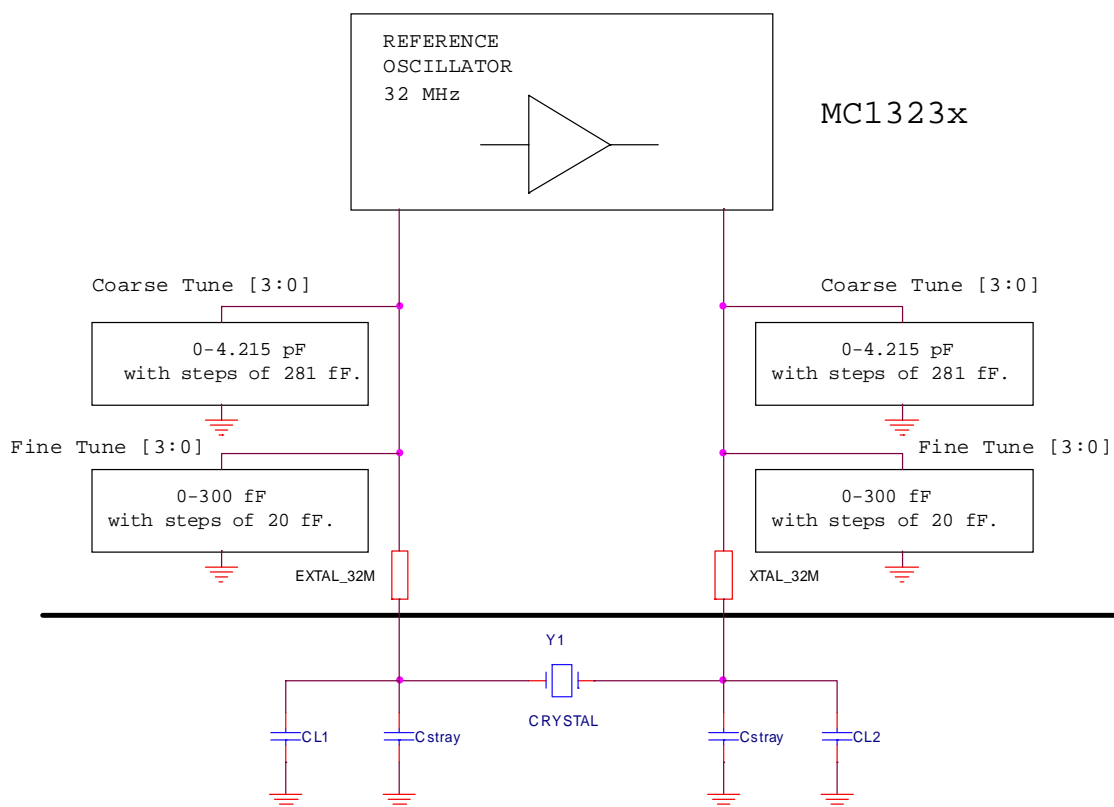 REFERENCE
OSCILLATOR
32 MHz
MC1323x
Coarse Tune [3:0]
Coarse Tune [3:0]
0-4.215 pF
with steps of 281 fF.
0-4.215 pF
with steps of 281 fF.
Fine Tune [3:0]
Fine Tune [3:0]
0-300 fF
with steps of 20 fF.
0-300 fF
with steps of 20 fF.
EXTAL_32M
XTAL_32M
Y1
CRYSTAL
CL1
Cstray
Cstray
CL2